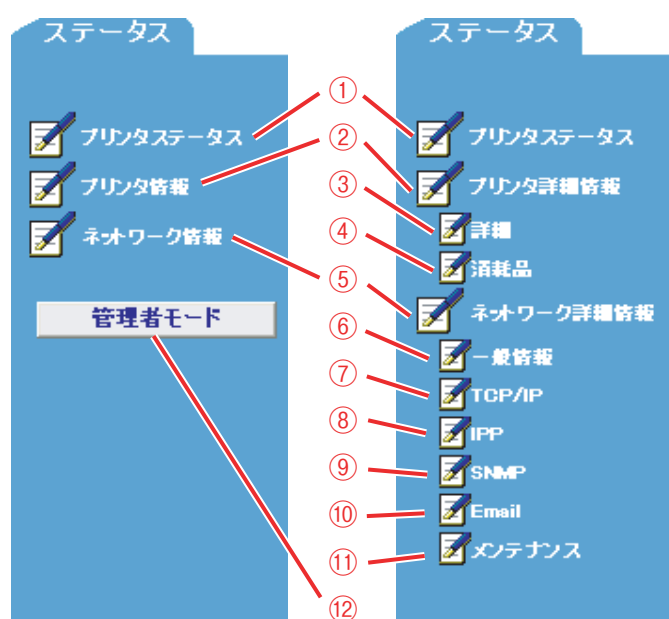 ステータス
プリンタステータス
プリンタ情報
ネットワーク情報
管理者モード
①
②
③
④
⑤
⑥
⑦
⑧
⑨
⑩
⑪
⑫
ステータス
プリンタステータス
プリンタ詳細情報
詳細
消耗品
ネットワーク詳細情報
一般情報
TCP/IP
IPP
SNMP
Email
メンテナンス